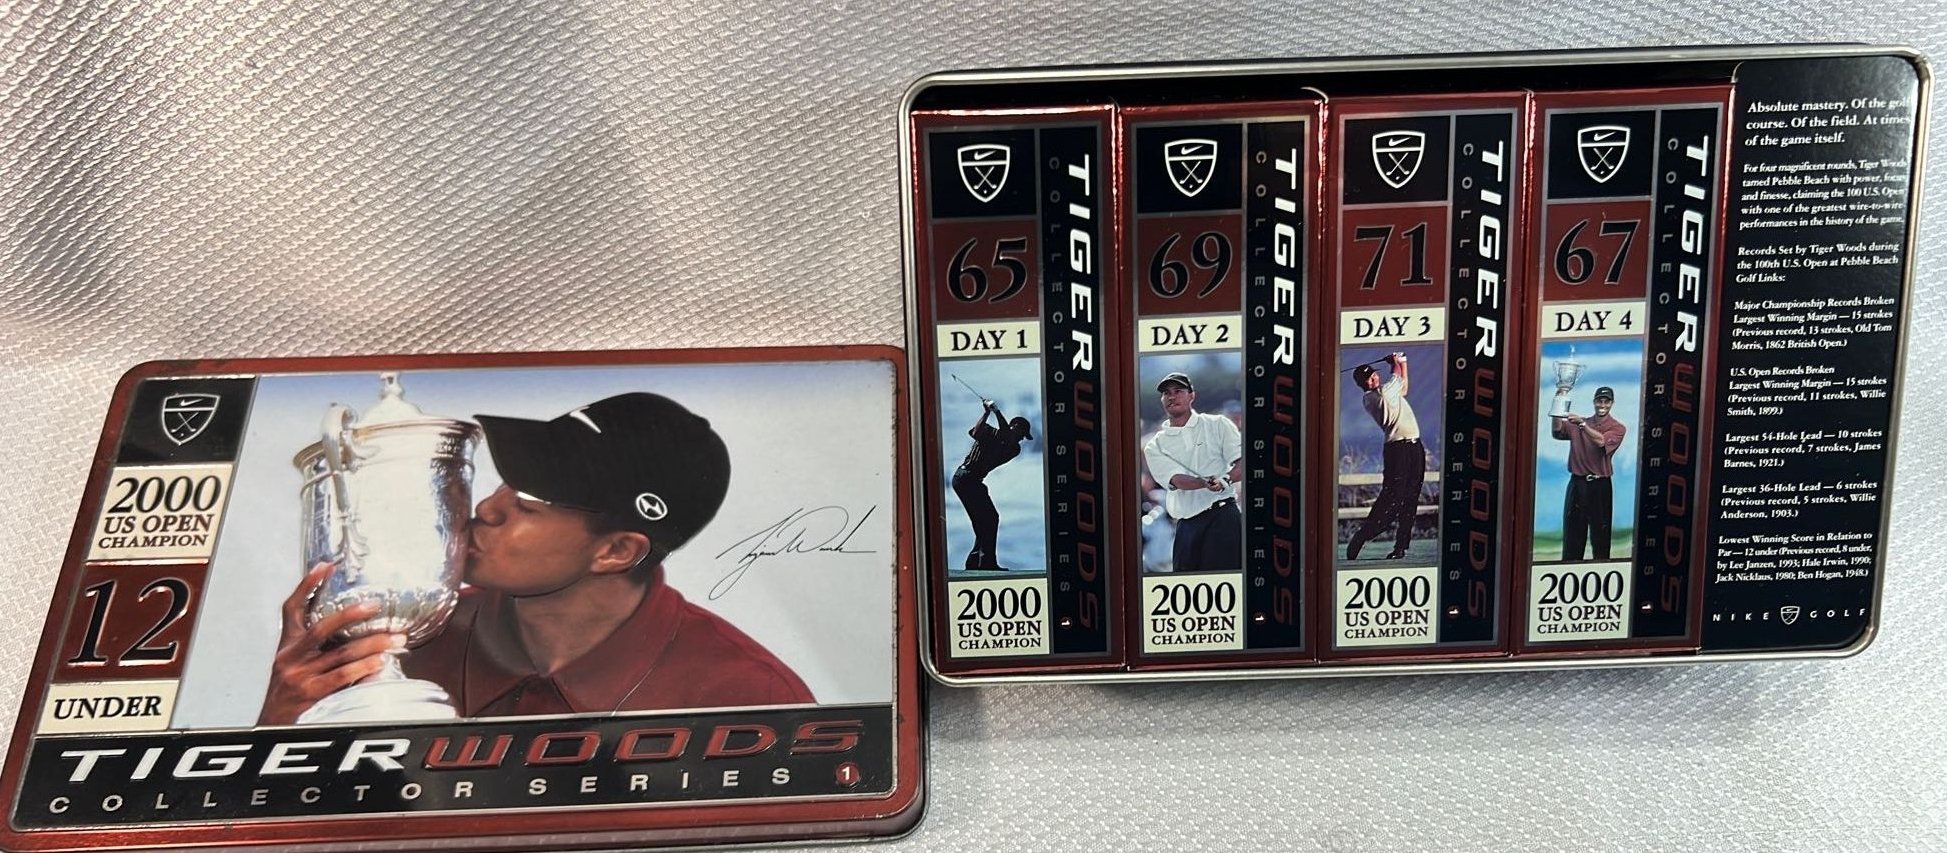 2000
US OPEN
CHAMPION
12
UNDER
TIGER WOODS
COLLECTOR SERIES 1
65
DAY 1
2000
US OPEN
CHAMPION
TIGER WOODS
COLLECTOR SERIES 1
69
DAY 2
2000
US OPEN
CHAMPION
TIGER WOODS
COLLECTOR SERIES 1
71
DAY 3
2000
US OPEN
CHAMPION
TIGER WOODS
COLLECTOR SERIES 1
67
DAY 4
2000
US OPEN
CHAMPION
TIGER WOODS
COLLECTOR SERIES 1
Absolute mastery. Of the golf
course. Of the field. At times
of the game itself.
For four magnificent rounds, Tiger Woods
tamed Pebble Beach with power, focus
and finesse, claiming the 100 U.S. Open
with one of the greatest wire-to-wire
performances in the history of the game.
Records Set by Tiger Woods during
the 100th U.S. Open at Pebble Beach
Golf Links:
Major Championship Records Broken
Largest Winning Margin — 15 strokes
(Previous record, 13 strokes, Old Tom
Morris, 1862 British Open.)
U.S. Open Records Broken
Largest Winning Margin — 15 strokes
(Previous record, 11 strokes, Willie
Smith, 1899.)
Largest 54-Hole Lead — 10 strokes
(Previous record, 7 strokes, James
Barnes, 1921.)
Largest 36-Hole Lead — 6 strokes
(Previous record, 5 strokes, Willie
Anderson, 1903.)
Lowest Winning Score in Relation to
Par — 12 under (Previous record, 8 under,
by Lee Janzen, 1993; Hale Irwin, 1990;
Jack Nicklaus, 1980; Ben Hogan, 1948.)
NIKE GOLF